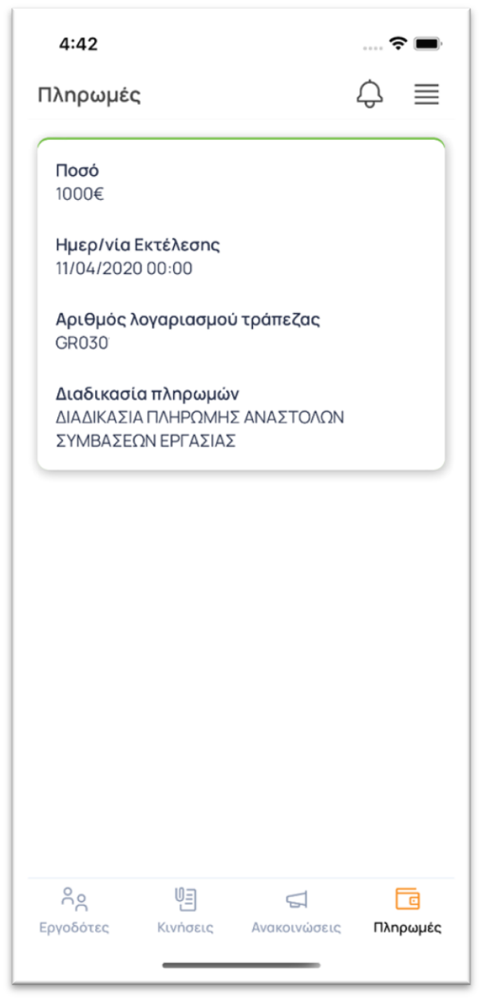 4:42
Πληρωμές
Ποσό
1000€
Ημερ/νία Εκτέλεσης
11/04/2020 00:00
Αριθμός λογαριασμού τράπεζας
GR030
Διαδικασία πληρωμών
ΔΙΑΔΙΚΑΣΙΑ ΠΛΗΡΩΜΗΣ ΑΝΑΣΤΟΛΩΝ
ΣΥΜΒΑΣΕΩΝ ΕΡΓΑΣΙΑΣ
Εργοδότες Κινήσεις Ανακοινώσεις Πληρωμές